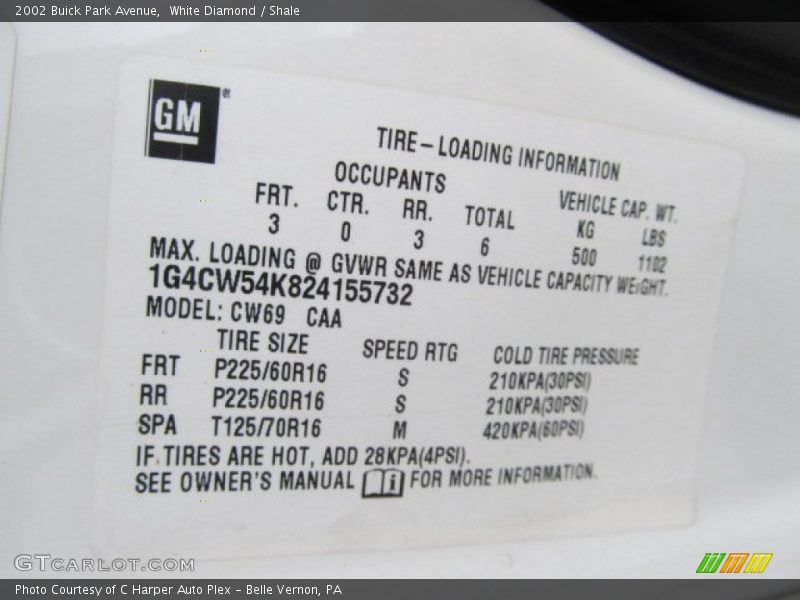 2002 Buick Park Avenue,  White Diamond / Shale
GM®
TIRE-LOADING INFORMATION
OCCUPANTS VEHICLE CAP. WT.
FRT. CTR. RR. TOTAL KG LBS
3 0 3 6 500 1102
MAX. LOADING @ GVWR SAME AS VEHICLE CAPACITY WEIGHT.
1G4CW54K824155732
MODEL: CW69 CAA
TIRE SIZE SPEED RTG COLD TIRE PRESSURE
FRT P225/60R16 S 210KPA(30PSI)
RR P225/60R16 S 210KPA(30PSI)
SPA T125/70R16 M 420KPA(60PSI)
IF TIRES ARE HOT, ADD 28KPA(4PSI).
SEE OWNER'S MANUAL i FOR MORE INFORMATION.
GTCARLOT.COM
Photo Courtesy of C Harper Auto Plex - Belle Vernon, PA